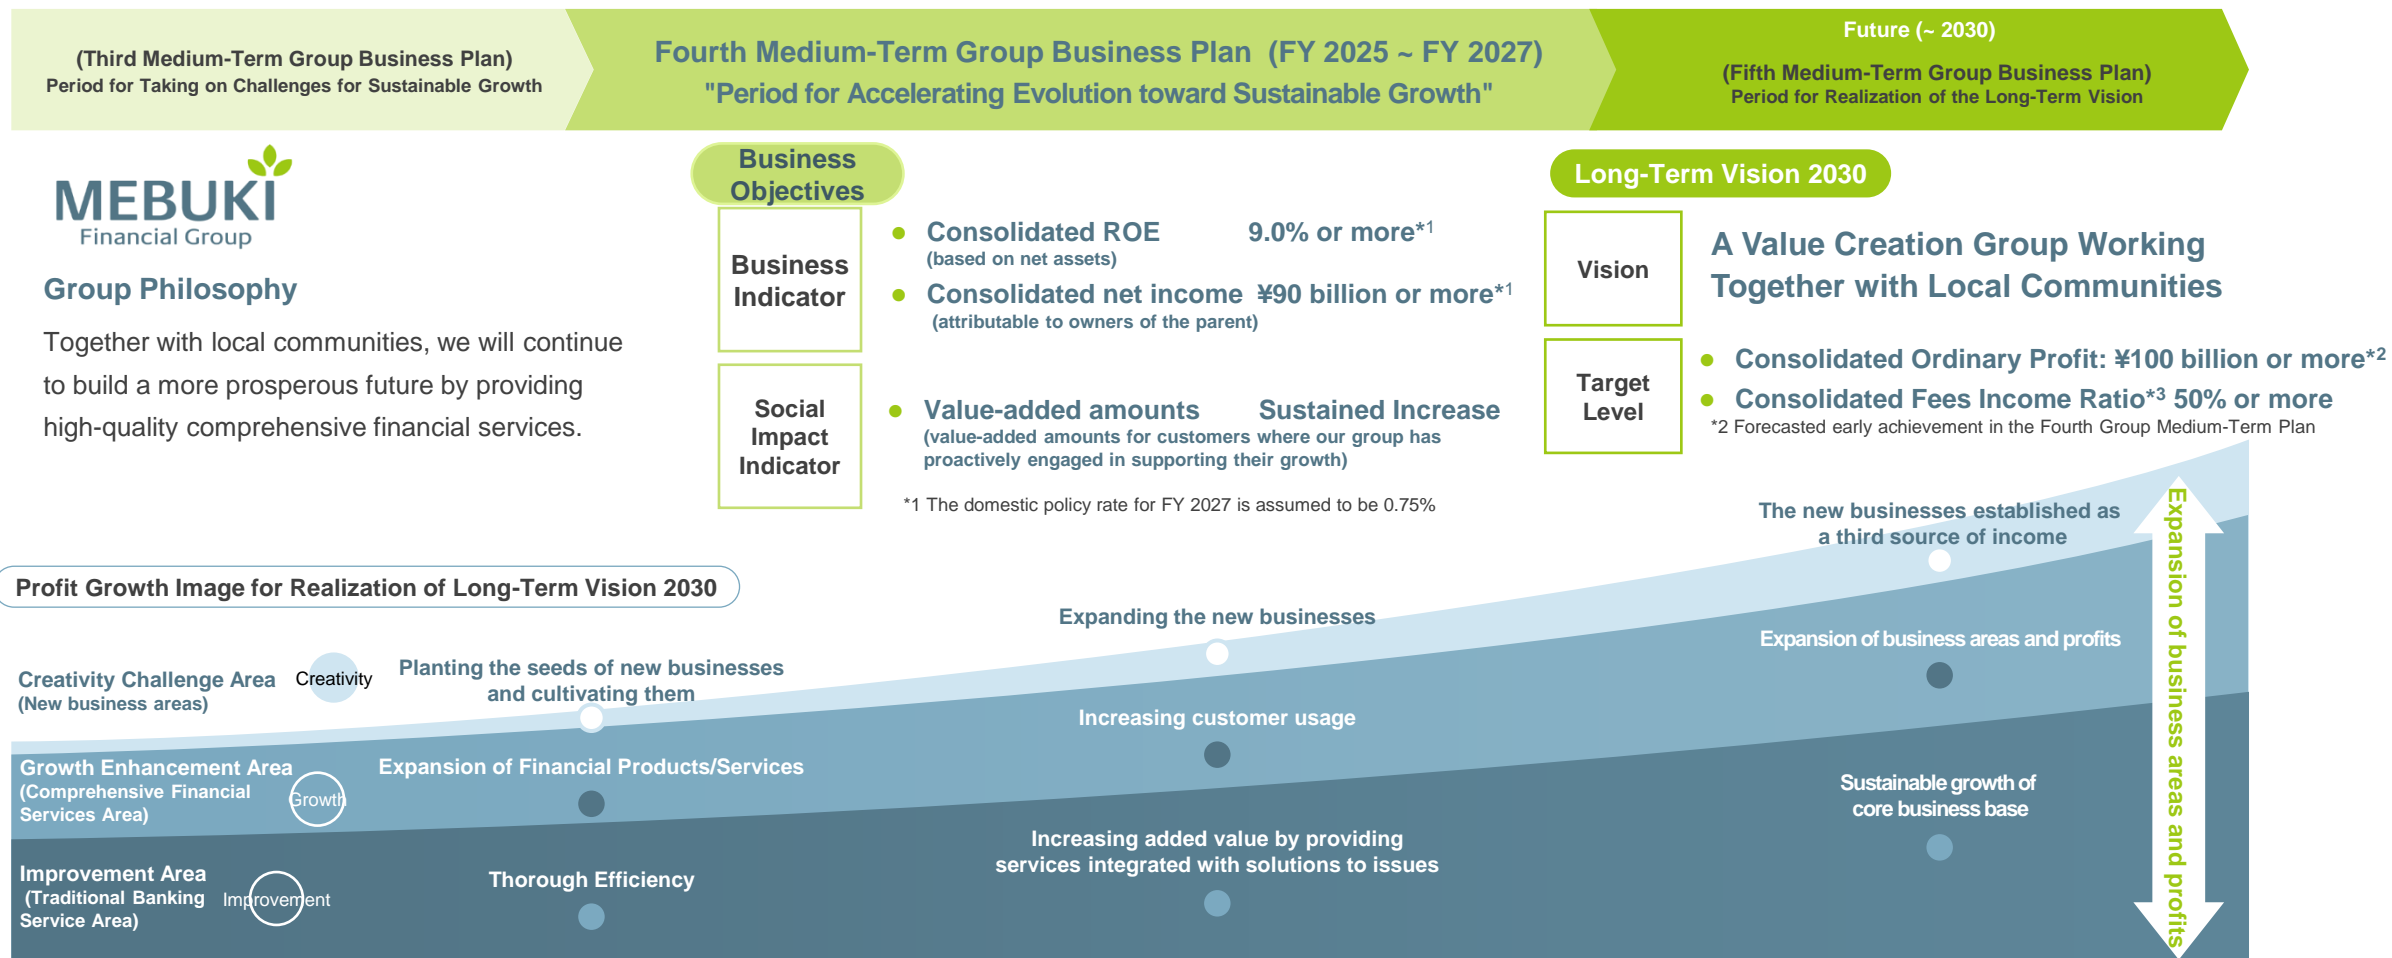 (Third Medium-Term Group Business Plan)
Period for Taking on Challenges for Sustainable Growth
Fourth Medium-Term Group Business Plan (FY 2025 ~ FY 2027)
"Period for Accelerating Evolution toward Sustainable Growth"
Future (~ 2030)
(Fifth Medium-Term Group Business Plan)
Period for Realization of the Long-Term Vision
MEBUKI
Financial Group
Group Philosophy
Together with local communities, we will continue
to build a more prosperous future by providing
high-quality comprehensive financial services.
Business
Objectives
Business
Indicator
● Consolidated ROE 9.0% or more*1
(based on net assets)
● Consolidated net income ¥90 billion or more*1
(attributable to owners of the parent)
Social
Impact
Indicator
● Value-added amounts Sustained Increase
(value-added amounts for customers where our group has
proactively engaged in supporting their growth)
*1 The domestic policy rate for FY 2027 is assumed to be 0.75%
Long-Term Vision 2030
Vision
A Value Creation Group Working
Together with Local Communities
Target
Level
● Consolidated Ordinary Profit: ¥100 billion or more*2
● Consolidated Fees Income Ratio*3 50% or more
*2 Forecasted early achievement in the Fourth Group Medium-Term Plan
Profit Growth Image for Realization of Long-Term Vision 2030
Creativity Challenge Area
(New business areas)
Creativity
Planting the seeds of new businesses
and cultivating them
Expanding the new businesses
The new businesses established as
a third source of income
Growth Enhancement Area
(Comprehensive Financial
Services Area)
Growth
Expansion of Financial Products/Services
Increasing customer usage
Expansion of business areas and profits
Improvement Area
(Traditional Banking
Service Area)
Improvement
Thorough Efficiency
Increasing added value by providing
services integrated with solutions to issues
Sustainable growth of
core business base
Expansion of business areas and profits